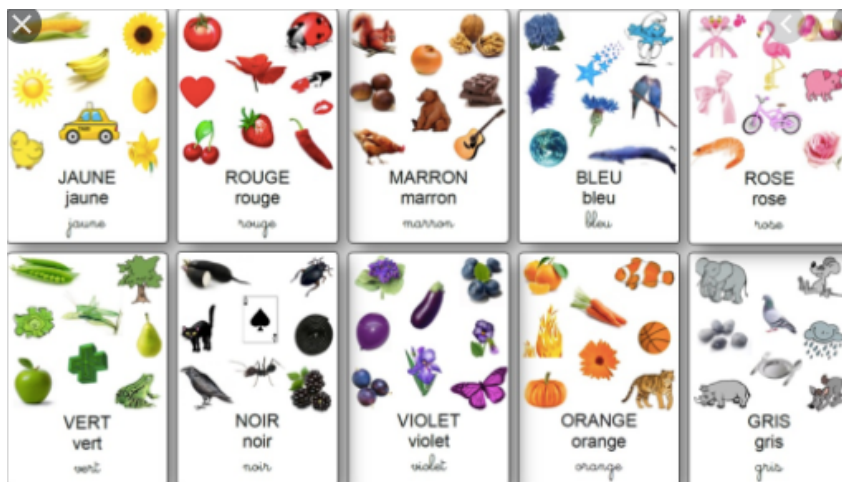 JAUNE
jaune
jaune
ROUGE
rouge
rouge
MARRON
marron
marron
BLEU
bleu
bleu
ROSE
rose
rose
VERT
vert
vert
NOIR
noir
noir
VIOLET
violet
violet
ORANGE
orange
orange
GRIS
gris
gris